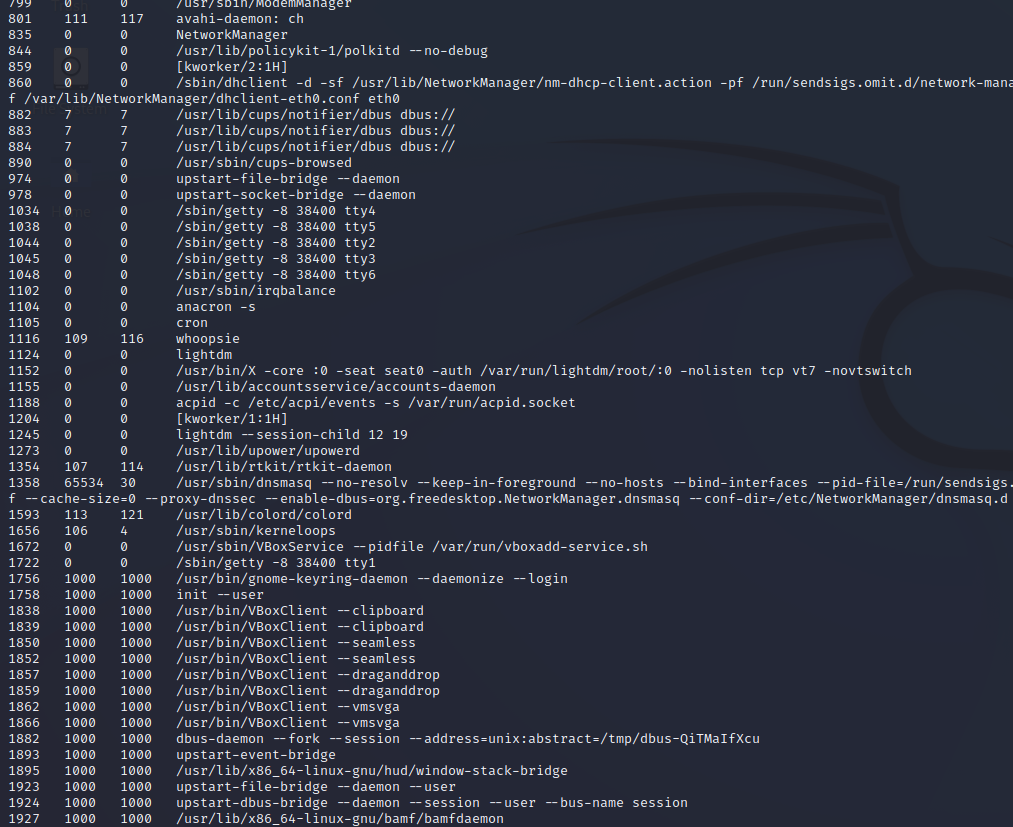 799    0      0      /usr/sbin/ModemManager
801    111    117    avahi-daemon: ch
835    0      0      NetworkManager
844    0      0      /usr/lib/policykit-1/polkitd --no-debug
859    0      0      [kworker/2:1H]
860    0      0      /sbin/dhclient -d -sf /usr/lib/NetworkManager/nm-dhcp-client.action -pf /run/sendsigs.omit.d/network-mana
f /var/lib/NetworkManager/dhclient-eth0.conf eth0
882    7      7      /usr/lib/cups/notifier/dbus dbus://
883    7      7      /usr/lib/cups/notifier/dbus dbus://
884    7      7      /usr/lib/cups/notifier/dbus dbus://
890    0      0      /usr/sbin/cups-browsed
974    0      0      upstart-file-bridge --daemon
978    0      0      upstart-socket-bridge --daemon
1034   0      0      /sbin/getty -8 38400 tty4
1038   0      0      /sbin/getty -8 38400 tty5
1044   0      0      /sbin/getty -8 38400 tty2
1045   0      0      /sbin/getty -8 38400 tty3
1048   0      0      /sbin/getty -8 38400 tty6
1102   0      0      /usr/sbin/irqbalance
1104   0      0      anacron -s
1105   0      0      cron
1116   109    116    whoopsie
1124   0      0      lightdm
1152   0      0      /usr/bin/X -core :0 -seat seat0 -auth /var/run/lightdm/root/:0 -nolisten tcp vt7 -novtswitch
1155   0      0      /usr/lib/accountsservice/accounts-daemon
1188   0      0      acpid -c /etc/acpi/events -s /var/run/acpid.socket
1204   0      0      [kworker/1:1H]
1245   0      0      lightdm --session-child 12 19
1273   0      0      /usr/lib/upower/upowerd
1354   107    114    /usr/lib/rtkit/rtkit-daemon
1358   65534  30     /usr/sbin/dnsmasq --no-resolv --keep-in-foreground --no-hosts --bind-interfaces --pid-file=/run/sendsigs.
f --cache-size=0 --proxy-dnssec --enable-dbus=org.freedesktop.NetworkManager.dnsmasq --conf-dir=/etc/NetworkManager/dnsmasq.d
1593   113    121    /usr/lib/colord/colord
1656   106    4      /usr/sbin/kerneloops
1672   0      0      /usr/sbin/VBoxService --pidfile /var/run/vboxadd-service.sh
1722   0      0      /sbin/getty -8 38400 tty1
1756   1000   1000   /usr/bin/gnome-keyring-daemon --daemonize --login
1758   1000   1000   init --user
1838   1000   1000   /usr/bin/VBoxClient --clipboard
1839   1000   1000   /usr/bin/VBoxClient --clipboard
1850   1000   1000   /usr/bin/VBoxClient --seamless
1852   1000   1000   /usr/bin/VBoxClient --seamless
1857   1000   1000   /usr/bin/VBoxClient --draganddrop
1859   1000   1000   /usr/bin/VBoxClient --draganddrop
1862   1000   1000   /usr/bin/VBoxClient --vmsvga
1866   1000   1000   /usr/bin/VBoxClient --vmsvga
1882   1000   1000   dbus-daemon --fork --session --address=unix:abstract=/tmp/dbus-QiTMaIfXcu
1893   1000   1000   upstart-event-bridge
1895   1000   1000   /usr/lib/x86_64-linux-gnu/hud/window-stack-bridge
1923   1000   1000   upstart-file-bridge --daemon --user
1924   1000   1000   upstart-dbus-bridge --daemon --session --user --bus-name session
1927   1000   1000   /usr/lib/x86_64-linux-gnu/bamf/bamfdaemon